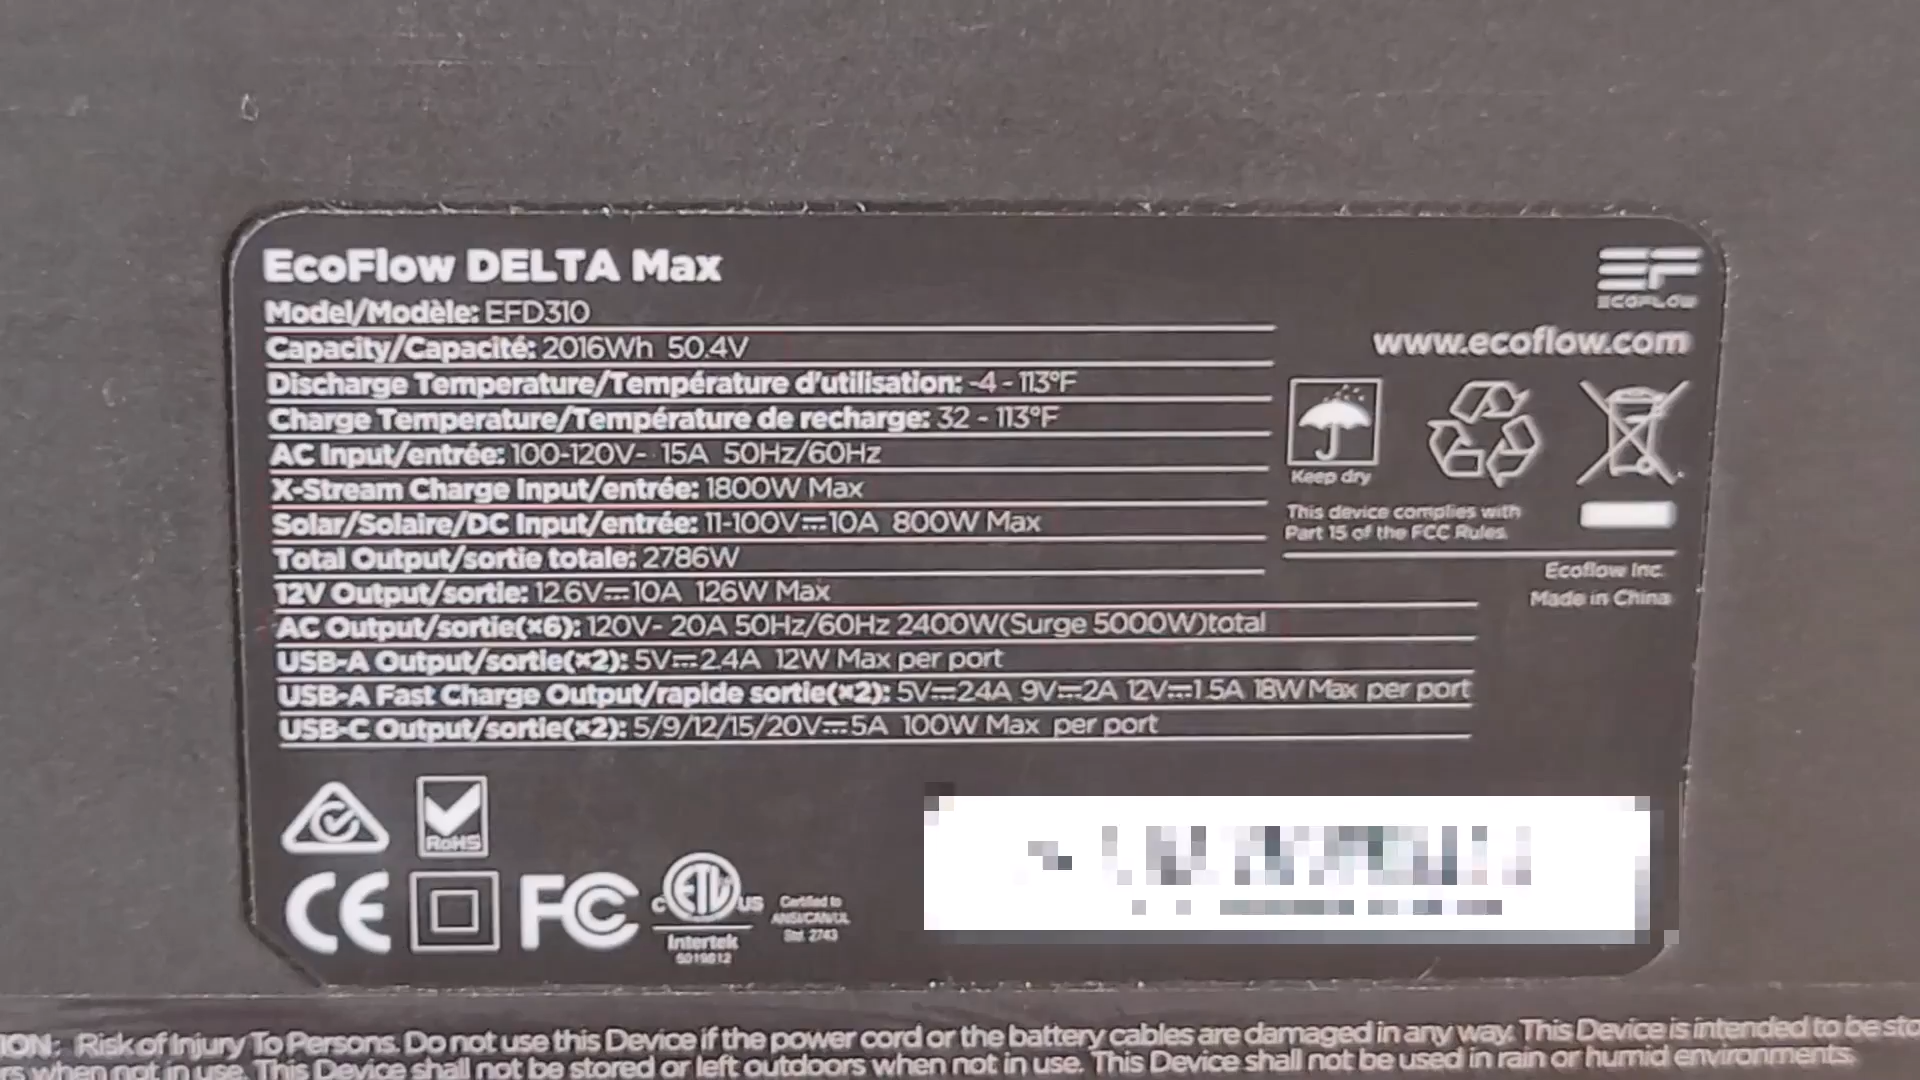 EcoFlow DELTA Max
Model/Modèle: EFD310
Capacity/Capacité: 2016Wh 50.4V
Discharge Temperature/Température d'utilisation: -4 - 113°F
Charge Temperature/Température de recharge: 32 - 113°F
AC Input/entrée: 100-120V~ 15A 50Hz/60Hz
X-Stream Charge Input/entrée: 1800W Max
Solar/Solaire/DC Input/entrée: 11-100V⎓10A 800W Max
Total Output/sortie totale: 2786W
12V Output/sortie: 12.6V⎓10A 126W Max
AC Output/sortie(×6): 120V~ 20A 50Hz/60Hz 2400W(Surge 5000W)total
USB-A Output/sortie(×2): 5V⎓2.4A 12W Max per port
USB-A Fast Charge Output/rapide sortie(×2): 5V⎓2.4A 9V⎓2A 12V⎓1.5A 18W Max per port
USB-C Output/sortie(×2): 5/9/12/15/20V⎓5A 100W Max per port
EF
ECOFLOW
www.ecoflow.com
Keep dry
This device complies with
Part 15 of the FCC Rules.
Ecoflow Inc.
Made in China
RoHS
CE
FC
C ETL US
Intertek
5019812
Certified to
ANSI/CAN/UL
Std. 2743
ION: Risk of Injury To Persons. Do not use this Device if the power cord or the battery cables are damaged in any way. This Device is intended to be sto
rs when not in use. This Device shall not be stored or left outdoors when not in use. This Device shall not be used in rain or humid environments.